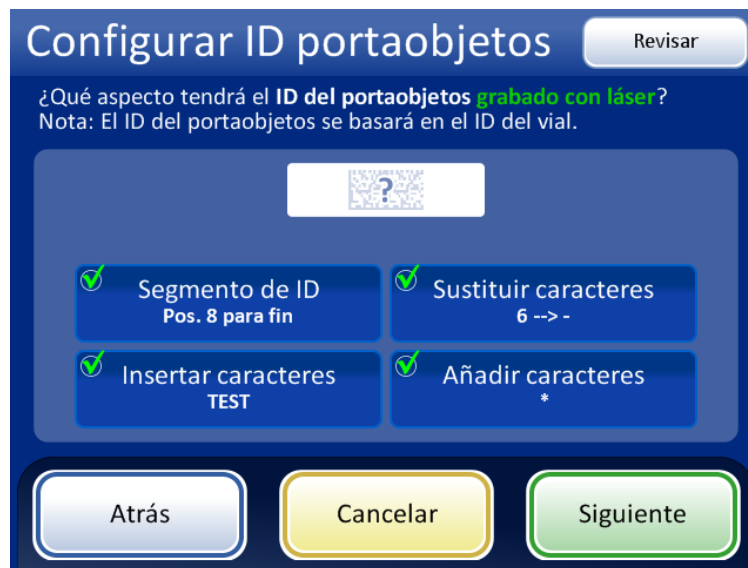 Configurar ID portaobjetos
Revisar
¿Qué aspecto tendrá el ID del portaobjetos grabado con láser?
Nota: El ID del portaobjetos se basará en el ID del vial.
?
Segmento de ID
Pos. 8 para fin
Sustituir caracteres
6 --> -
Insertar caracteres
TEST
Añadir caracteres
*
Atrás
Cancelar
Siguiente